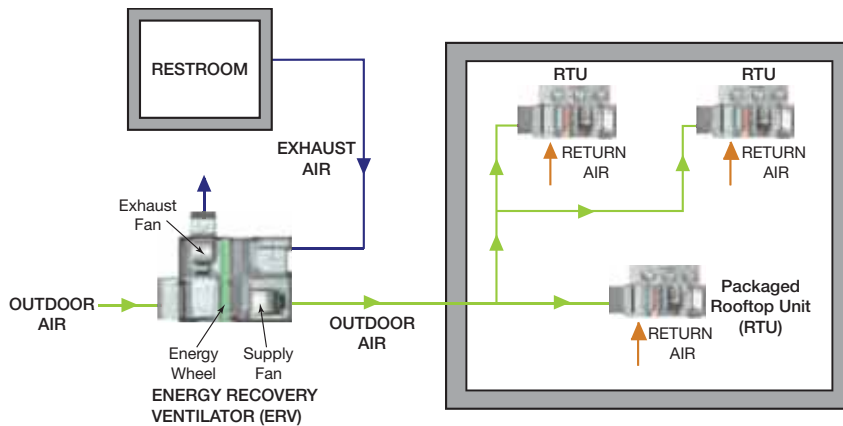 RESTROOM
EXHAUST
AIR
Exhaust
Fan
OUTDOOR
AIR
Energy
Wheel
Supply
Fan
ENERGY RECOVERY
VENTILATOR (ERV)
OUTDOOR
AIR
RTU
RETURN
AIR
RTU
RETURN
AIR
Packaged
Rooftop Unit
(RTU)
RETURN
AIR